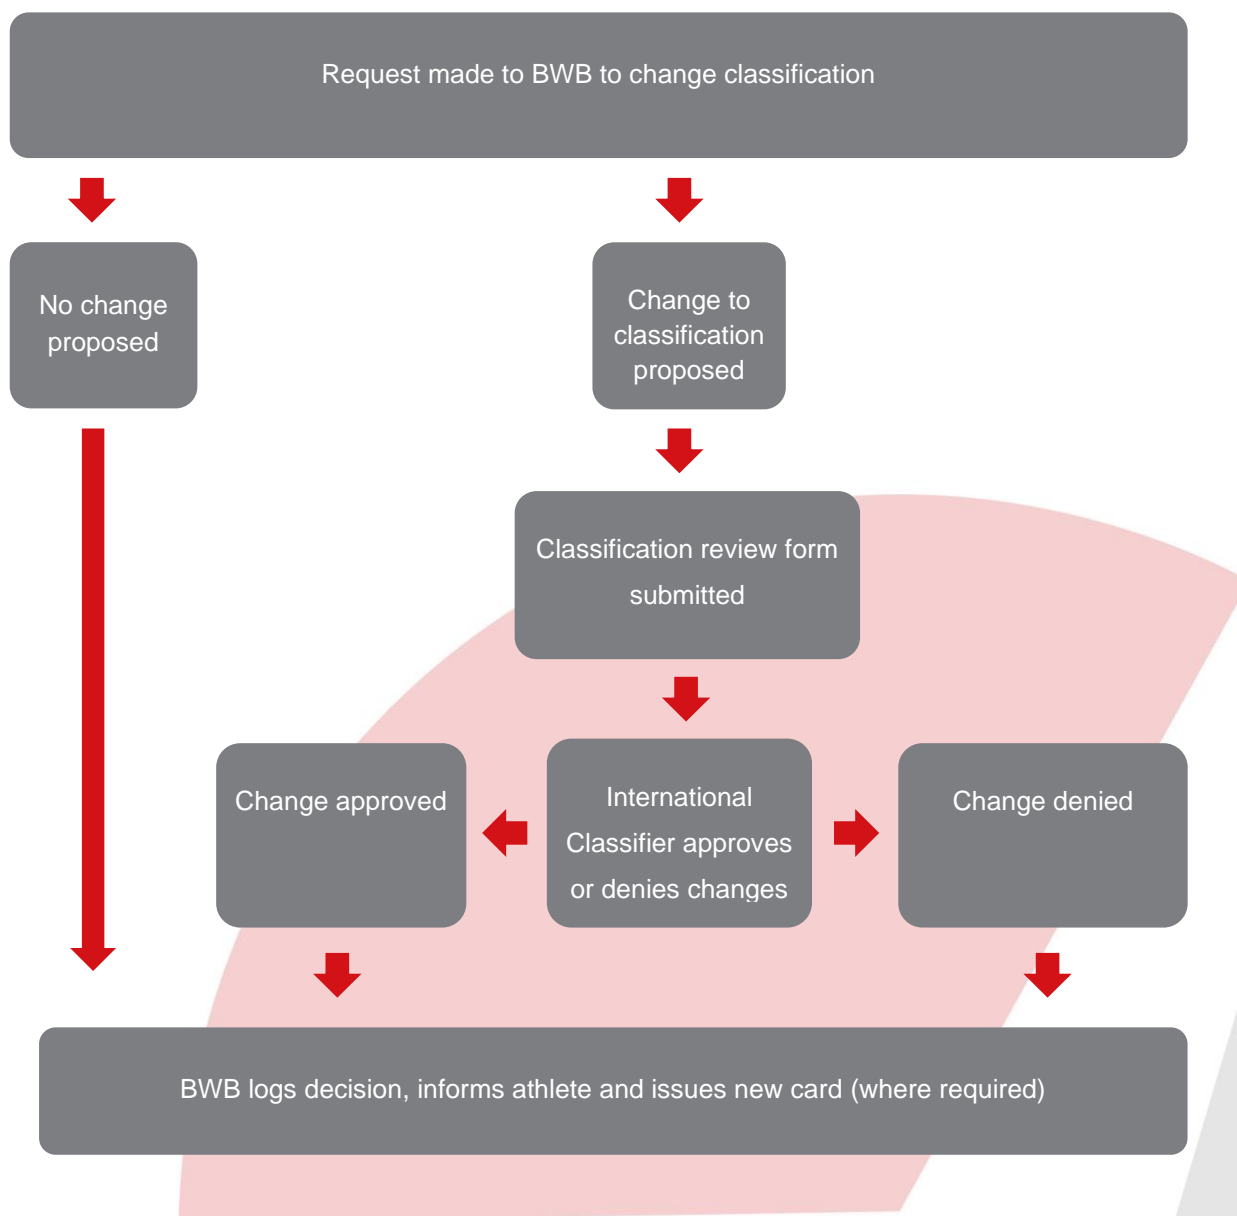 Request made to BWB to change classification
No change
proposed
Change to
classification
proposed
Classification review form
submitted
Change approved
International
Classifier approves
or denies changes
Change denied
BWB logs decision, informs athlete and issues new card (where required)